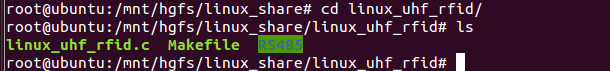 root@ubuntu:/mnt/hgfs/linux_share# cd linux_uhf_rfid/
root@ubuntu:/mnt/hgfs/linux_share/linux_uhf_rfid# ls
linux_uhf_rfid.c  Makefile  RS485
root@ubuntu:/mnt/hgfs/linux_share/linux_uhf_rfid#